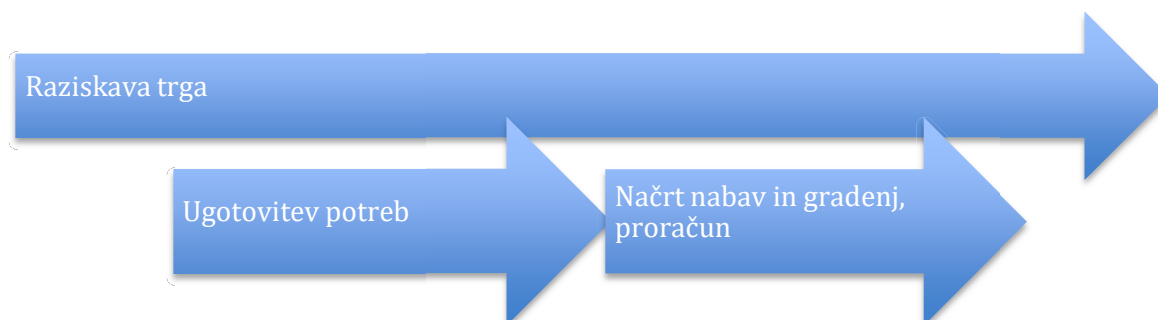 Raziskava trga
Ugotovitev potreb
Načrt nabav in gradenj,
proračun